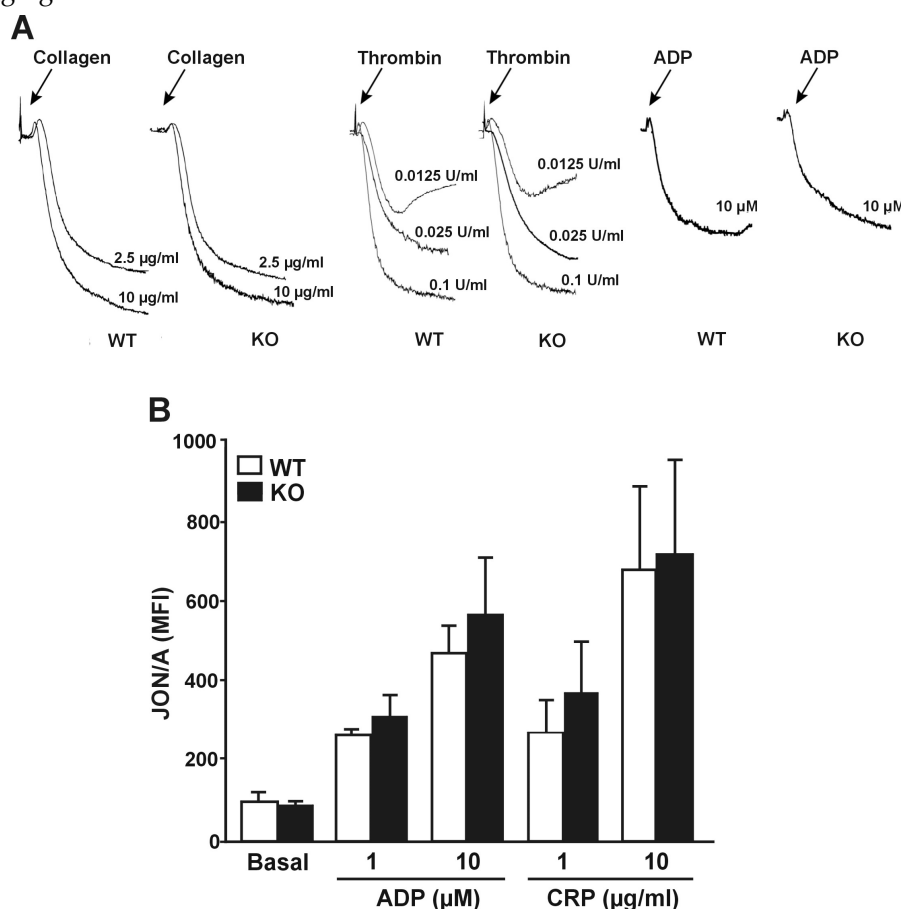 A
Collagen Collagen Thrombin Thrombin ADP ADP
0.0125 U/ml 0.0125 U/ml
10 µM 10 µM
0.025 U/ml 0.025 U/ml
2.5 µg/ml 2.5 µg/ml
10 µg/ml 10 µg/ml 0.1 U/ml 0.1 U/ml
WT KO WT KO WT KO
B
1000
WT
KO
800
600
400
200
0
JON/A (MFI)
Basal 1 10 1 10
ADP (µM) CRP (µg/ml)